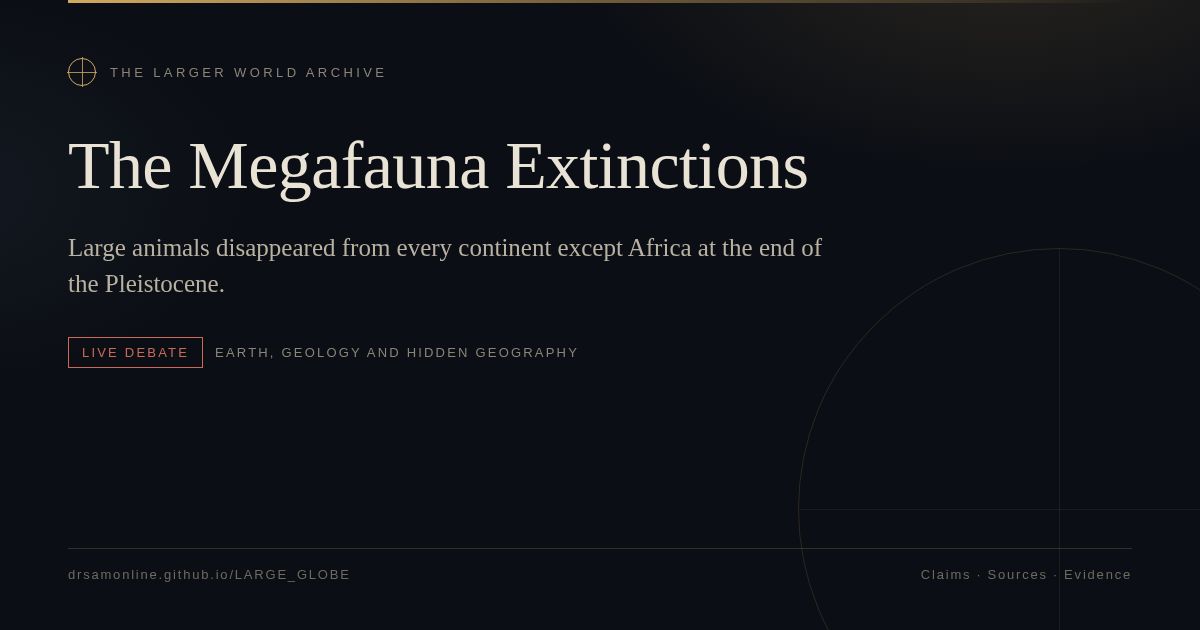 THE LARGER WORLD ARCHIVE
The Megafauna Extinctions
Large animals disappeared from every continent except Africa at the end of
the Pleistocene.
LIVE DEBATE
EARTH, GEOLOGY AND HIDDEN GEOGRAPHY
drsamonline.github.io/LARGE_GLOBE
Claims · Sources · Evidence